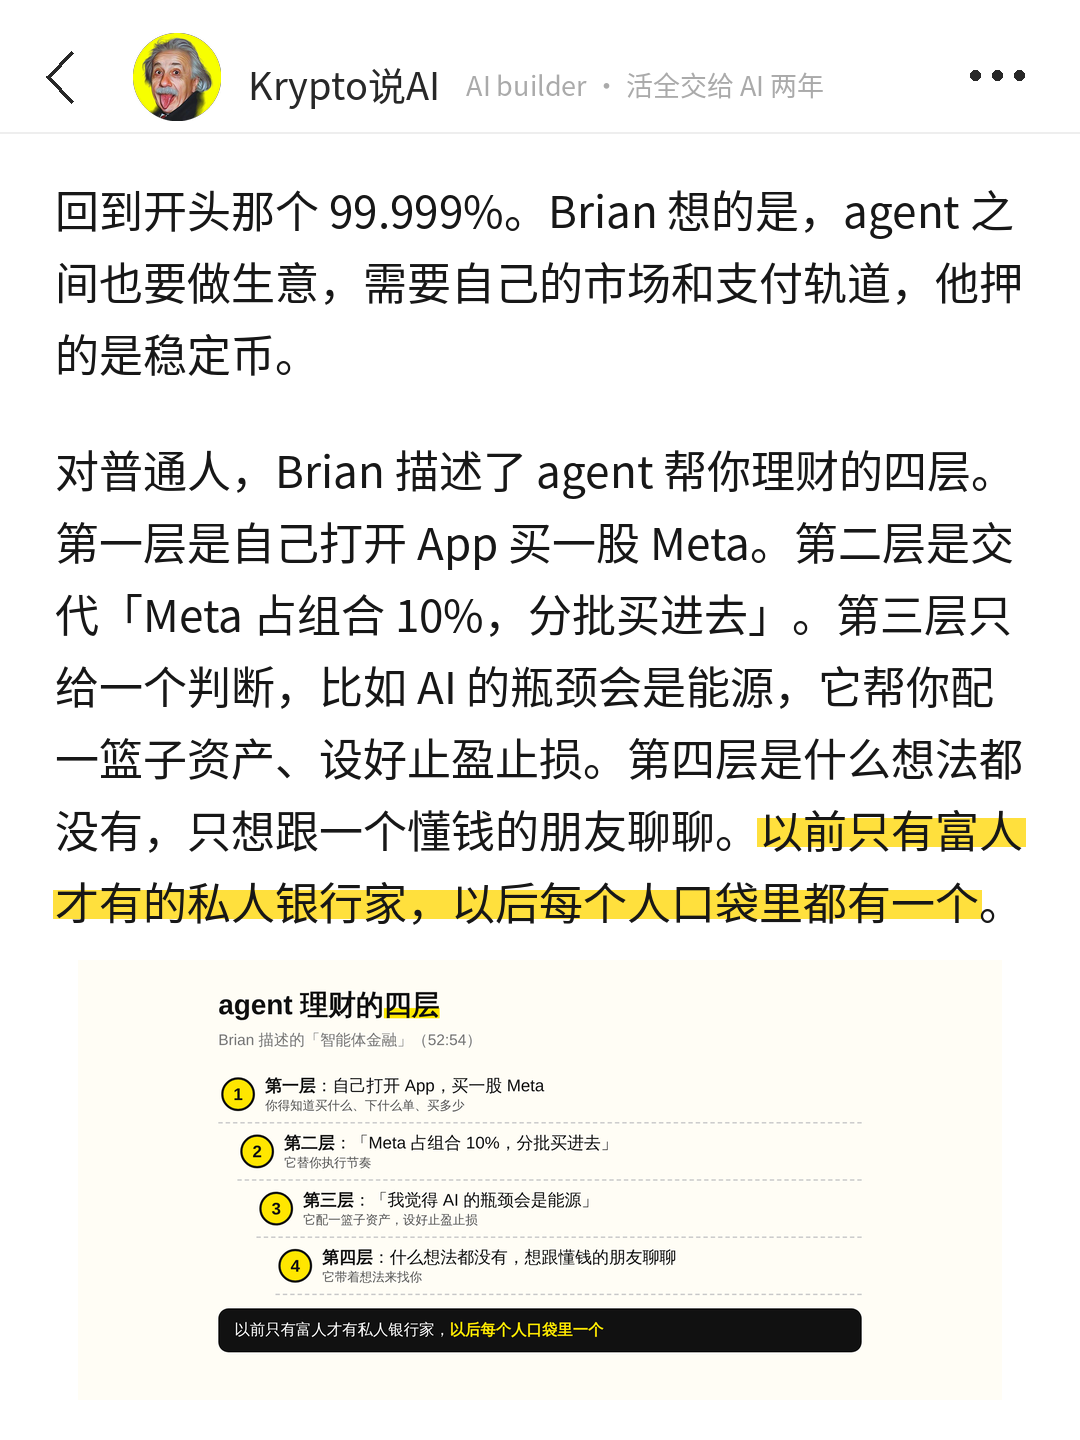 Krypto说AI AI builder · 活全交给 AI 两年
回到开头那个 99.999%。Brian 想的是，agent 之
间也要做生意，需要自己的市场和支付轨道，他押
的是稳定币。
对普通人，Brian 描述了 agent 帮你理财的四层。
第一层是自己打开 App 买一股 Meta。第二层是交
代「Meta 占组合 10%，分批买进去」。第三层只
给一个判断，比如 AI 的瓶颈会是能源，它帮你配
一篮子资产、设好止盈止损。第四层是什么想法都
没有，只想跟一个懂钱的朋友聊聊。以前只有富人
才有的私人银行家，以后每个人口袋里都有一个。
agent 理财的四层
Brian 描述的「智能体金融」（52:54）
1 第一层：自己打开 App，买一股 Meta
你得知道买什么、下什么单、买多少
2 第二层：「Meta 占组合 10%，分批买进去」
它替你执行节奏
3 第三层：「我觉得 AI 的瓶颈会是能源」
它配一篮子资产，设好止盈止损
4 第四层：什么想法都没有，想跟懂钱的朋友聊聊
它带着想法来找你
以前只有富人才有私人银行家，以后每个人口袋里一个